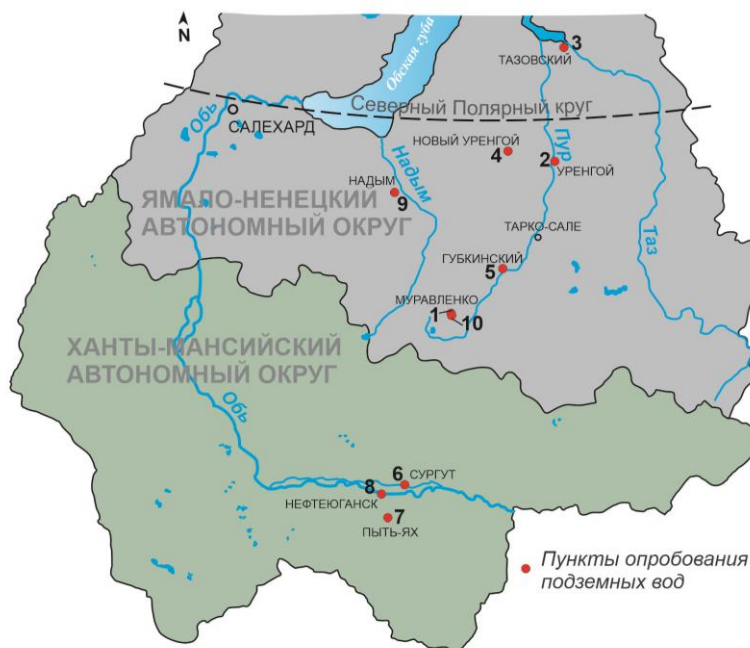 N
Обская губа
3
ТАЗОВСКИЙ
Северный Полярный круг
Обь
САЛЕХАРД
НОВЫЙ УРЕНГОЙ
4
Пур
2
УРЕНГОЙ
Надым
НАДЫМ
9
ЯМАЛО-НЕНЕЦКИЙ
АВТОНОМНЫЙ ОКРУГ
ТАРКО-САЛЕ
Таз
ГУБКИНСКИЙ
5
МУРАВЛЕНКО
1
10
ХАНТЫ-МАНСИЙСКИЙ
АВТОНОМНЫЙ ОКРУГ
Обь
6
СУРГУТ
8
НЕФТЕЮГАНСК
7
ПЫТЬ-ЯХ
Пункты опробования
подземных вод